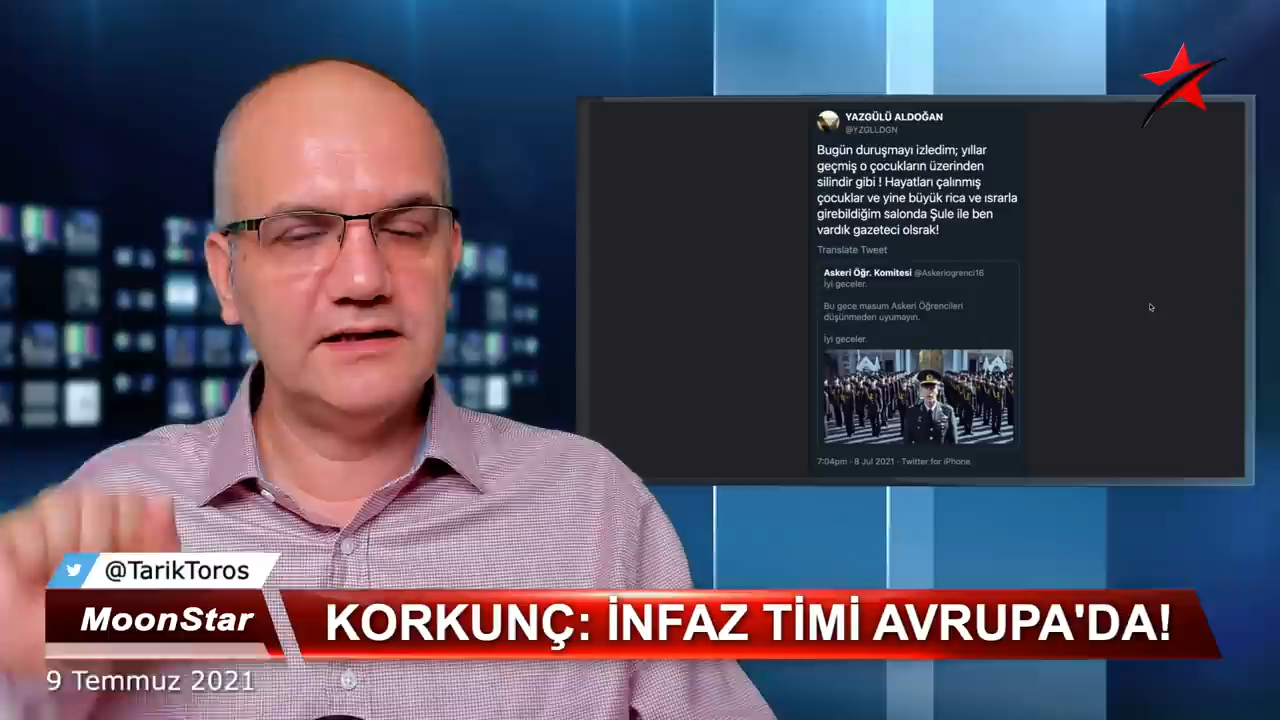 YAZGÜLÜ ALDOĞAN
@YZGLLDGN
Bugün duruşmayı izledim; yıllar
geçmiş o çocukların üzerinden
silindir gibi ! Hayatları çalınmış
çocuklar ve yine büyük rica ve ısrarla
girebildiğim salonda Şule ile ben
vardık gazeteci olsrak!
Translate Tweet
Askeri Öğr. Komitesi @Askeriogrenci16
İyi geceler.
Bu gece masum Askeri Öğrencileri
düşünmeden uyumayın.
İyi geceler.
7:04pm · 8 Jul 2021 · Twitter for iPhone
@TarikToros
MoonStar
KORKUNÇ: İNFAZ TİMİ AVRUPA'DA!
9 Temmuz 2021